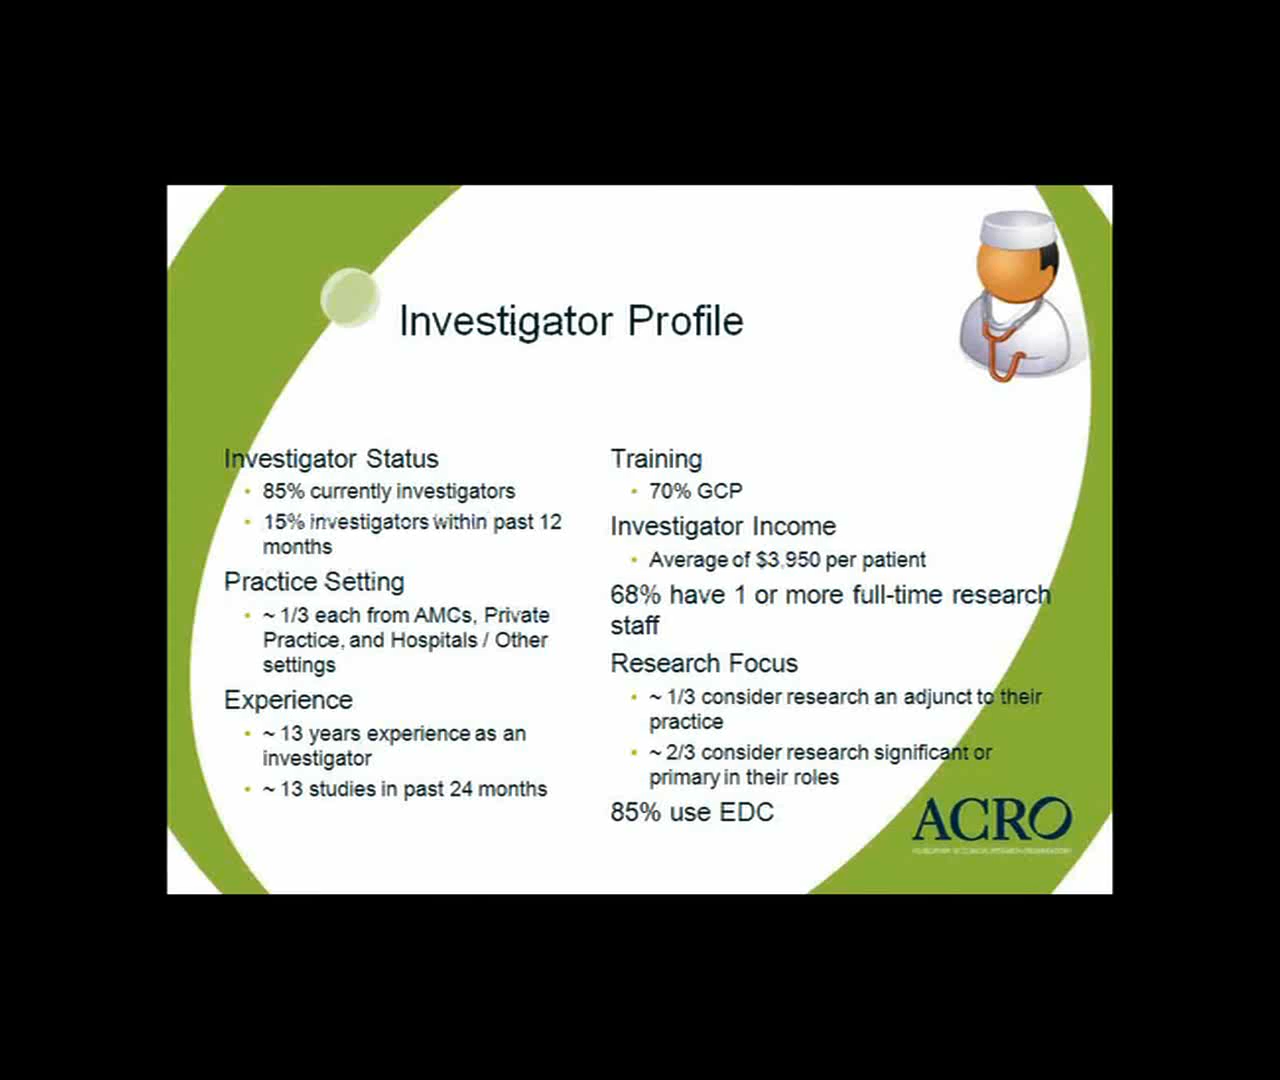 Investigator Profile
Investigator Status
• 85% currently investigators
• 15% investigators within past 12
months
Practice Setting
• ~ 1/3 each from AMCs, Private
Practice, and Hospitals / Other
settings
Experience
• ~ 13 years experience as an
investigator
• ~ 13 studies in past 24 months
Training
• 70% GCP
Investigator Income
• Average of $3,950 per patient
68% have 1 or more full-time research
staff
Research Focus
• ~ 1/3 consider research an adjunct to their
practice
• ~ 2/3 consider research significant or
primary in their roles
85% use EDC
ACRO